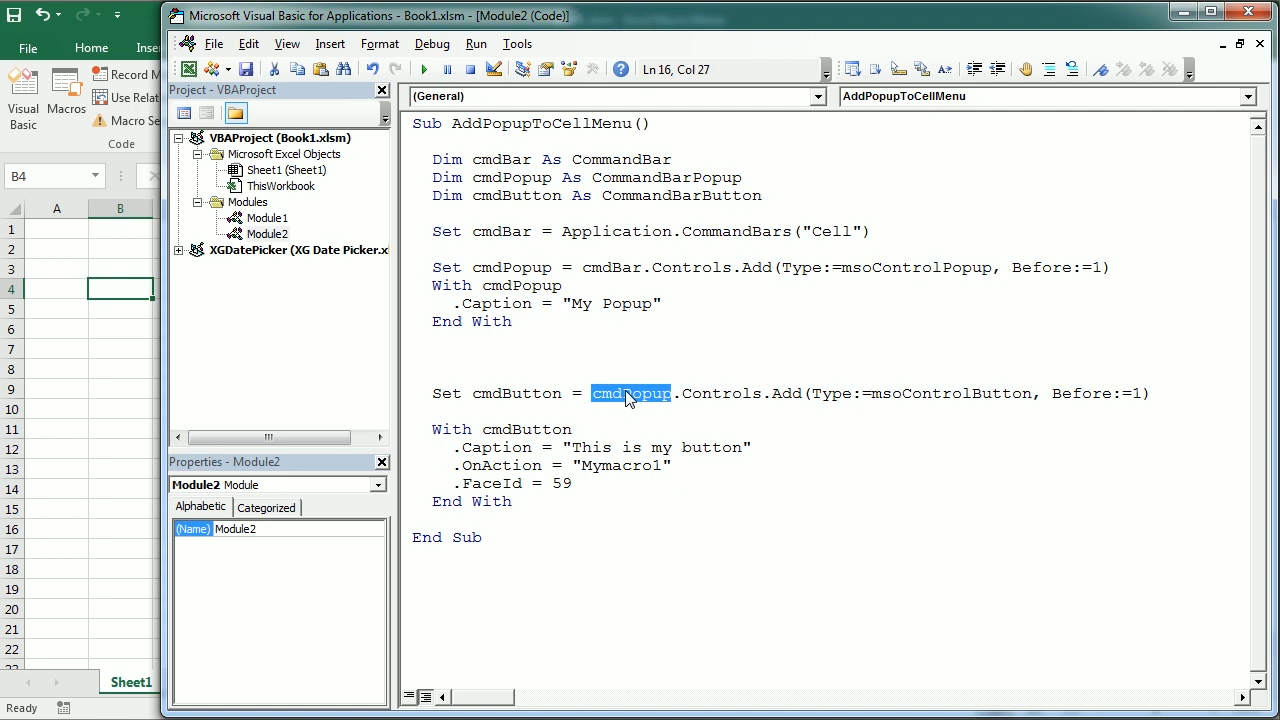 Microsoft Visual Basic for Applications - Book1.xlsm - [Module2 (Code)]
File Home Inser
File Edit View Insert Format Debug Run Tools
Record M
Use Relat
Macro Se
Visual Basic
Macros
Code
Ln 16, Col 27
Project - VBAProject
(General)
AddPopupToCellMenu
VBAProject (Book1.xlsm)
Microsoft Excel Objects
Sheet1 (Sheet1)
ThisWorkbook
Modules
Module1
Module2
XGDatePicker (XG Date Picker.x
B4
A B
1
2
3
4
5
6
7
8
9
10
11
12
13
14
15
16
17
18
19
20
21
22
Properties - Module2
Module2 Module
Alphabetic Categorized
(Name) Module2
Sub AddPopupToCellMenu()
Dim cmdBar As CommandBar
Dim cmdPopup As CommandBarPopup
Dim cmdButton As CommandBarButton
Set cmdBar = Application.CommandBars("Cell")
Set cmdPopup = cmdBar.Controls.Add(Type:=msoControlPopup, Before:=1)
With cmdPopup
.Caption = "My Popup"
End With
Set cmdButton = cmdPopup.Controls.Add(Type:=msoControlButton, Before:=1)
With cmdButton
.Caption = "This is my button"
.OnAction = "Mymacro1"
.FaceId = 59
End With
End Sub
Sheet1
Ready